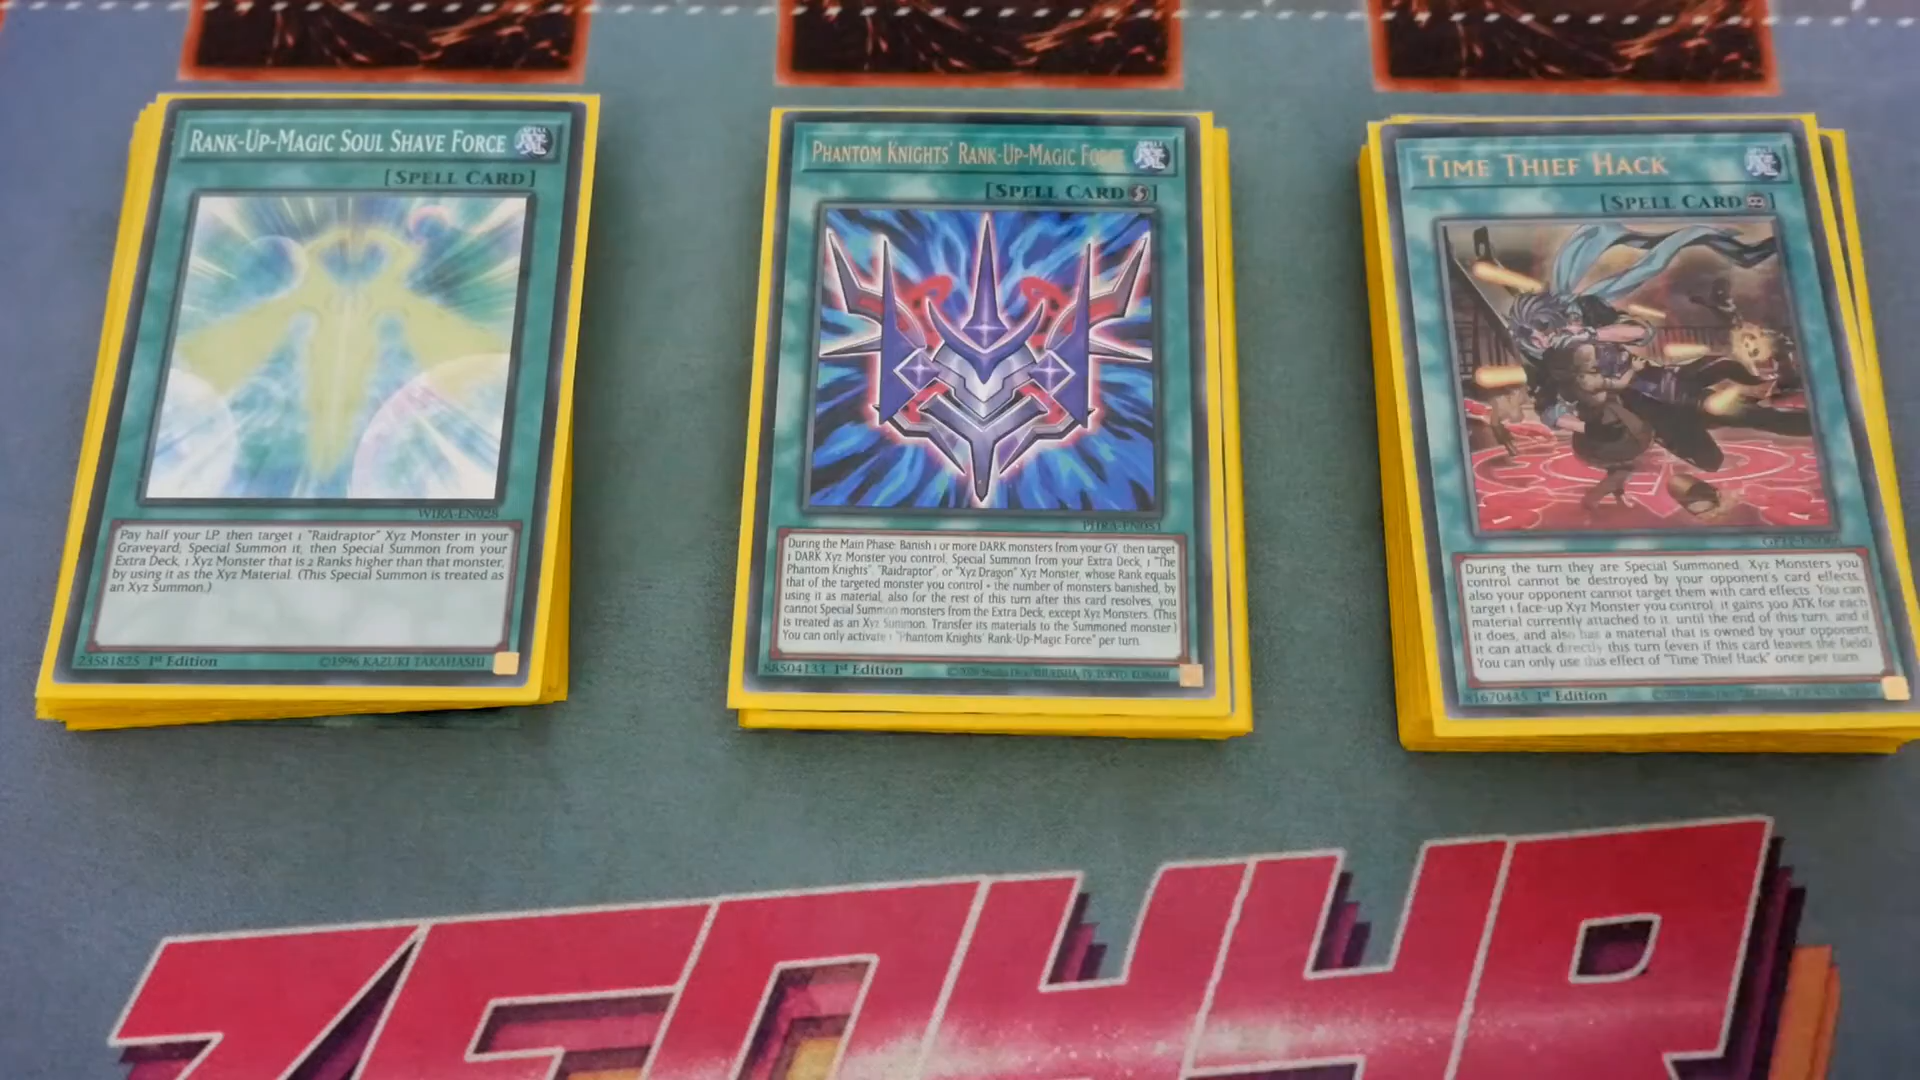 RANK-UP-MAGIC SOUL SHAVE FORCE
[SPELL CARD]
WIRA-EN028
Pay half your LP, then target 1 "Raidraptor" Xyz Monster in your
Graveyard; Special Summon it, then Special Summon from your
Extra Deck, 1 Xyz Monster that is 2 Ranks higher than that monster,
by using it as the Xyz Material. (This Special Summon is treated as
an Xyz Summon.)
23581825 1st Edition
©1996 KAZUKI TAKAHASHI
PHANTOM KNIGHTS' RANK-UP-MAGIC FORCE
[SPELL CARD]
PHRA-EN051
During the Main Phase: Banish 1 or more DARK monsters from your GY, then target
1 DARK Xyz Monster you control; Special Summon from your Extra Deck, 1 "The
Phantom Knights", "Raidraptor", or "Xyz Dragon" Xyz Monster, whose Rank equals
that of the targeted monster you control + the number of monsters banished, by
using it as material, also for the rest of this turn after this card resolves, you
cannot Special Summon monsters from the Extra Deck, except Xyz Monsters. (This
is treated as an Xyz Summon. Transfer its materials to the Summoned monster.)
You can only activate 1 "Phantom Knights' Rank-Up-Magic Force" per turn.
88504133 1st Edition
TIME THIEF HACK
[SPELL CARD]
During the turn they are Special Summoned, Xyz Monsters you
control cannot be destroyed by your opponent's card effects,
also your opponent cannot target them with card effects. You can
target 1 face-up Xyz Monster you control; it gains 300 ATK for each
material currently attached to it, until the end of this turn, and if
it does, and also has a material that is owned by your opponent,
it can attack directly this turn (even if this card leaves the field).
You can only use this effect of "Time Thief Hack" once per turn.
81670445 1st Edition